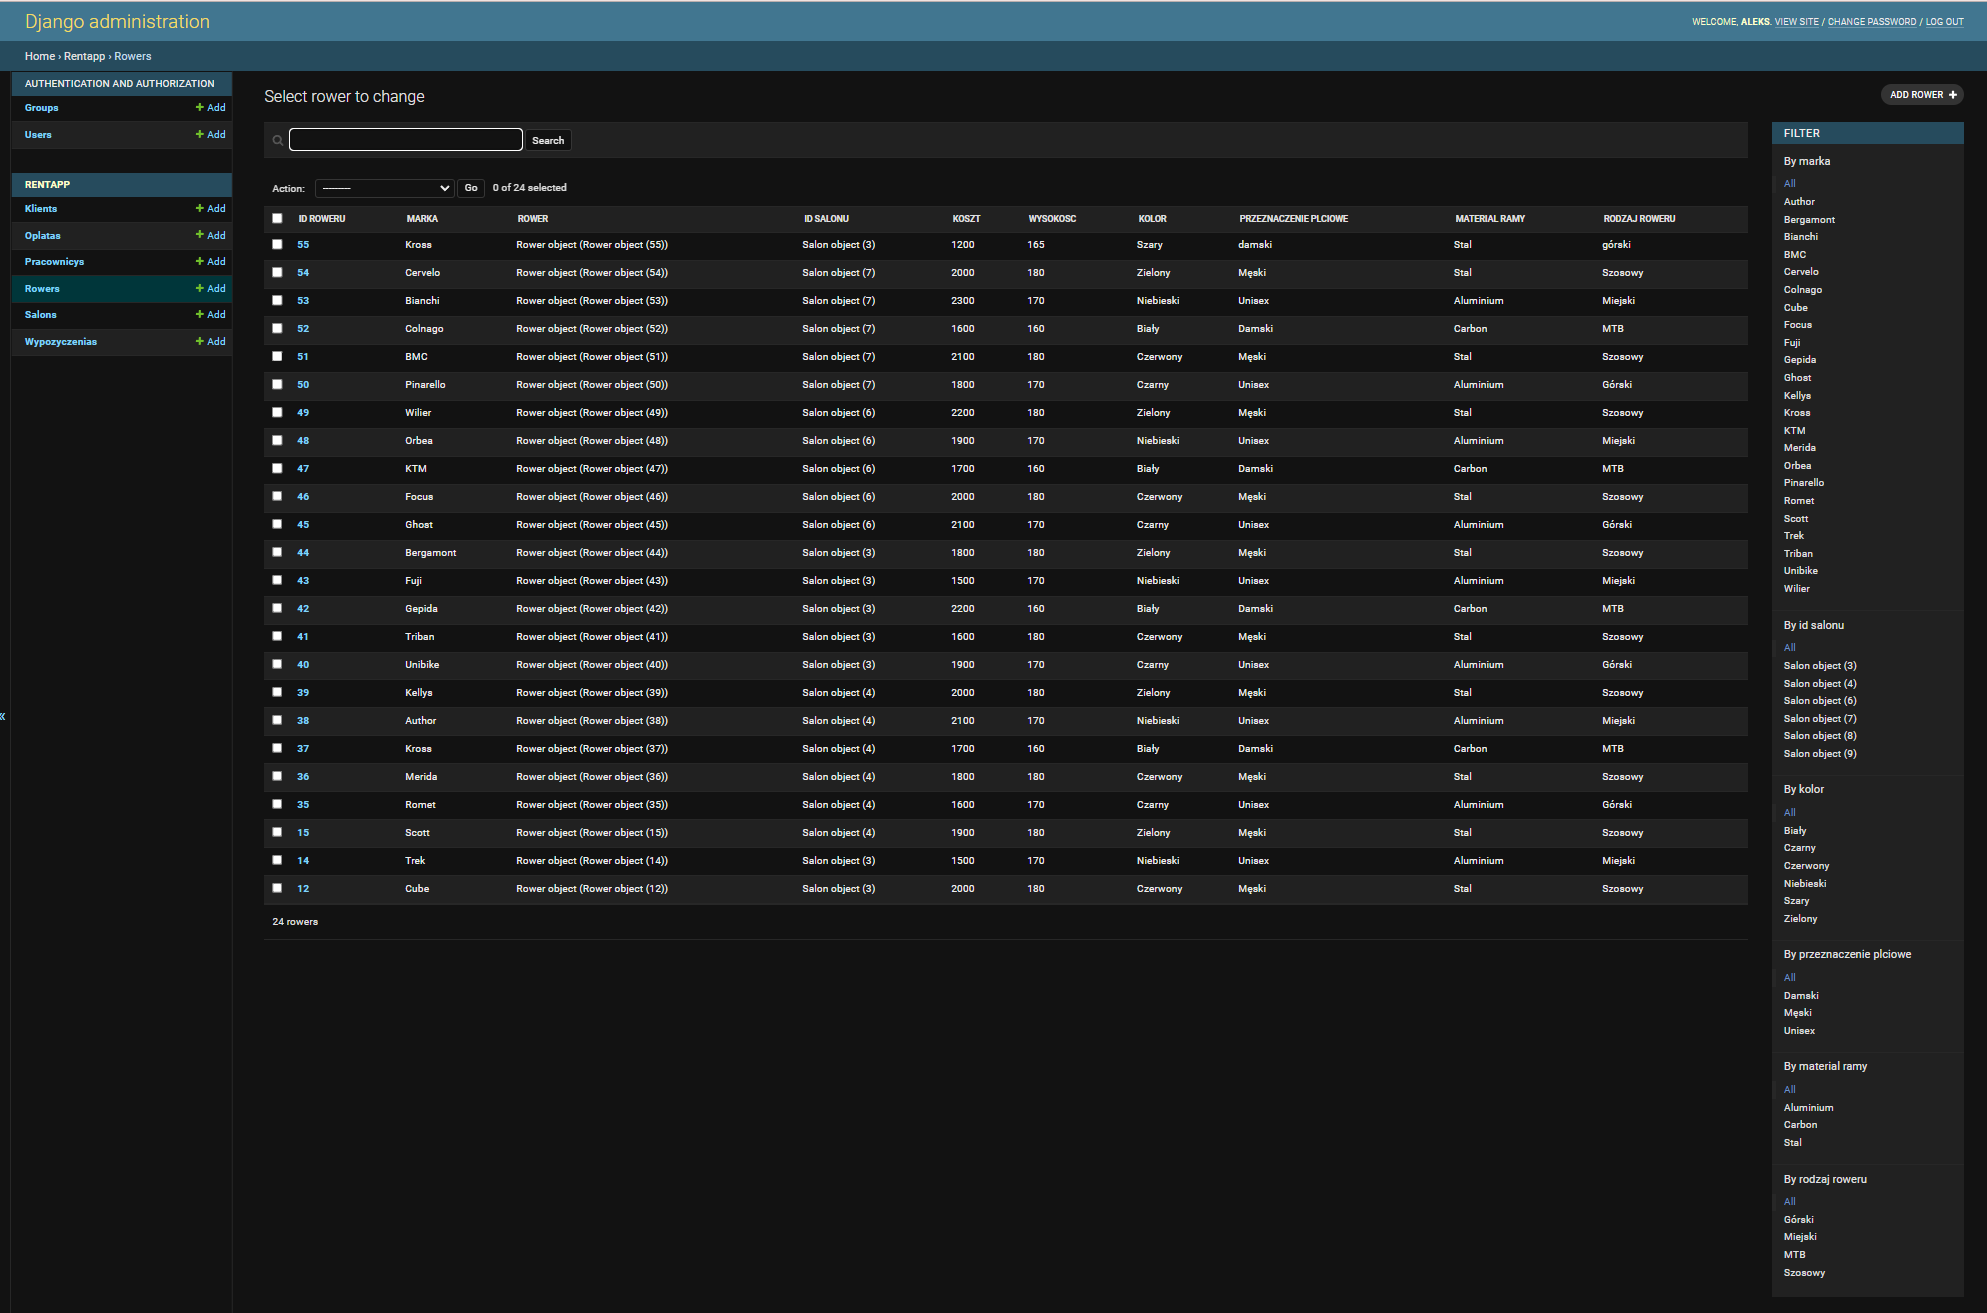 Django administration
WELCOME, ALEKS. VIEW SITE / CHANGE PASSWORD / LOG OUT
Home › Rentapp › Rowers
AUTHENTICATION AND AUTHORIZATION
Groups + Add
Users + Add
RENTAPP
Klients + Add
Oplatas + Add
Pracownicys + Add
Rowers + Add
Salons + Add
Wypozyczenias + Add
«
Select rower to change
ADD ROWER +
Search
Action: --------- Go 0 of 24 selected
ID ROWERU MARKA ROWER ID SALONU KOSZT WYSOKOSC KOLOR PRZEZNACZENIE PLCIOWE MATERIAL RAMY RODZAJ ROWERU
55 Kross Rower object (Rower object (55)) Salon object (3) 1200 165 Szary damski Stal górski
54 Cervelo Rower object (Rower object (54)) Salon object (7) 2000 180 Zielony Męski Stal Szosowy
53 Bianchi Rower object (Rower object (53)) Salon object (7) 2300 170 Niebieski Unisex Aluminium Miejski
52 Colnago Rower object (Rower object (52)) Salon object (7) 1600 160 Biały Damski Carbon MTB
51 BMC Rower object (Rower object (51)) Salon object (7) 2100 180 Czerwony Męski Stal Szosowy
50 Pinarello Rower object (Rower object (50)) Salon object (7) 1800 170 Czarny Unisex Aluminium Górski
49 Wilier Rower object (Rower object (49)) Salon object (6) 2200 180 Zielony Męski Stal Szosowy
48 Orbea Rower object (Rower object (48)) Salon object (6) 1900 170 Niebieski Unisex Aluminium Miejski
47 KTM Rower object (Rower object (47)) Salon object (6) 1700 160 Biały Damski Carbon MTB
46 Focus Rower object (Rower object (46)) Salon object (6) 2000 180 Czerwony Męski Stal Szosowy
45 Ghost Rower object (Rower object (45)) Salon object (6) 2100 170 Czarny Unisex Aluminium Górski
44 Bergamont Rower object (Rower object (44)) Salon object (3) 1800 180 Zielony Męski Stal Szosowy
43 Fuji Rower object (Rower object (43)) Salon object (3) 1500 170 Niebieski Unisex Aluminium Miejski
42 Gepida Rower object (Rower object (42)) Salon object (3) 2200 160 Biały Damski Carbon MTB
41 Triban Rower object (Rower object (41)) Salon object (3) 1600 180 Czerwony Męski Stal Szosowy
40 Unibike Rower object (Rower object (40)) Salon object (3) 1900 170 Czarny Unisex Aluminium Górski
39 Kellys Rower object (Rower object (39)) Salon object (4) 2000 180 Zielony Męski Stal Szosowy
38 Author Rower object (Rower object (38)) Salon object (4) 2100 170 Niebieski Unisex Aluminium Miejski
37 Kross Rower object (Rower object (37)) Salon object (4) 1700 160 Biały Damski Carbon MTB
36 Merida Rower object (Rower object (36)) Salon object (4) 1800 180 Czerwony Męski Stal Szosowy
35 Romet Rower object (Rower object (35)) Salon object (4) 1600 170 Czarny Unisex Aluminium Górski
15 Scott Rower object (Rower object (15)) Salon object (4) 1900 180 Zielony Męski Stal Szosowy
14 Trek Rower object (Rower object (14)) Salon object (3) 1500 170 Niebieski Unisex Aluminium Miejski
12 Cube Rower object (Rower object (12)) Salon object (3) 2000 180 Czerwony Męski Stal Szosowy
24 rowers
FILTER
By marka
All
Author
Bergamont
Bianchi
BMC
Cervelo
Colnago
Cube
Focus
Fuji
Gepida
Ghost
Kellys
Kross
KTM
Merida
Orbea
Pinarello
Romet
Scott
Trek
Triban
Unibike
Wilier
By id salonu
All
Salon object (3)
Salon object (4)
Salon object (6)
Salon object (7)
Salon object (8)
Salon object (9)
By kolor
All
Biały
Czarny
Czerwony
Niebieski
Szary
Zielony
By przeznaczenie plciowe
All
Damski
Męski
Unisex
By material ramy
All
Aluminium
Carbon
Stal
By rodzaj roweru
All
Górski
Miejski
MTB
Szosowy